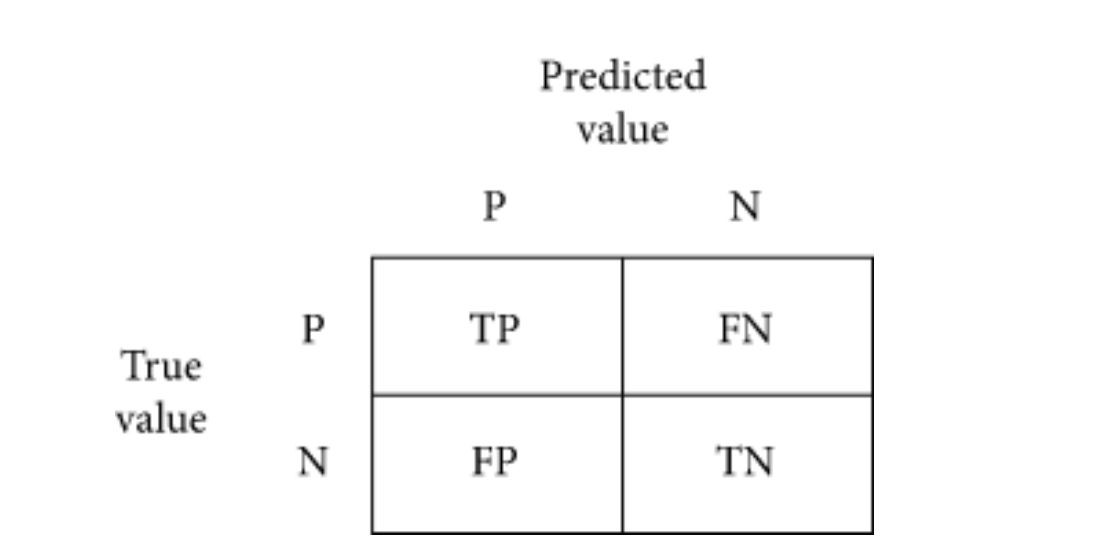 Predicted
value
P N
P TP FN
True
value
N FP TN